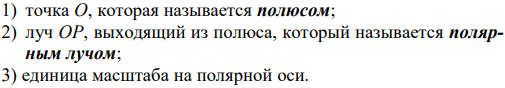 1) точка O, которая называется полюсом;
2) луч OP, выходящий из полюса, который называется поляр-
ным лучом;
3) единица масштаба на полярной оси.